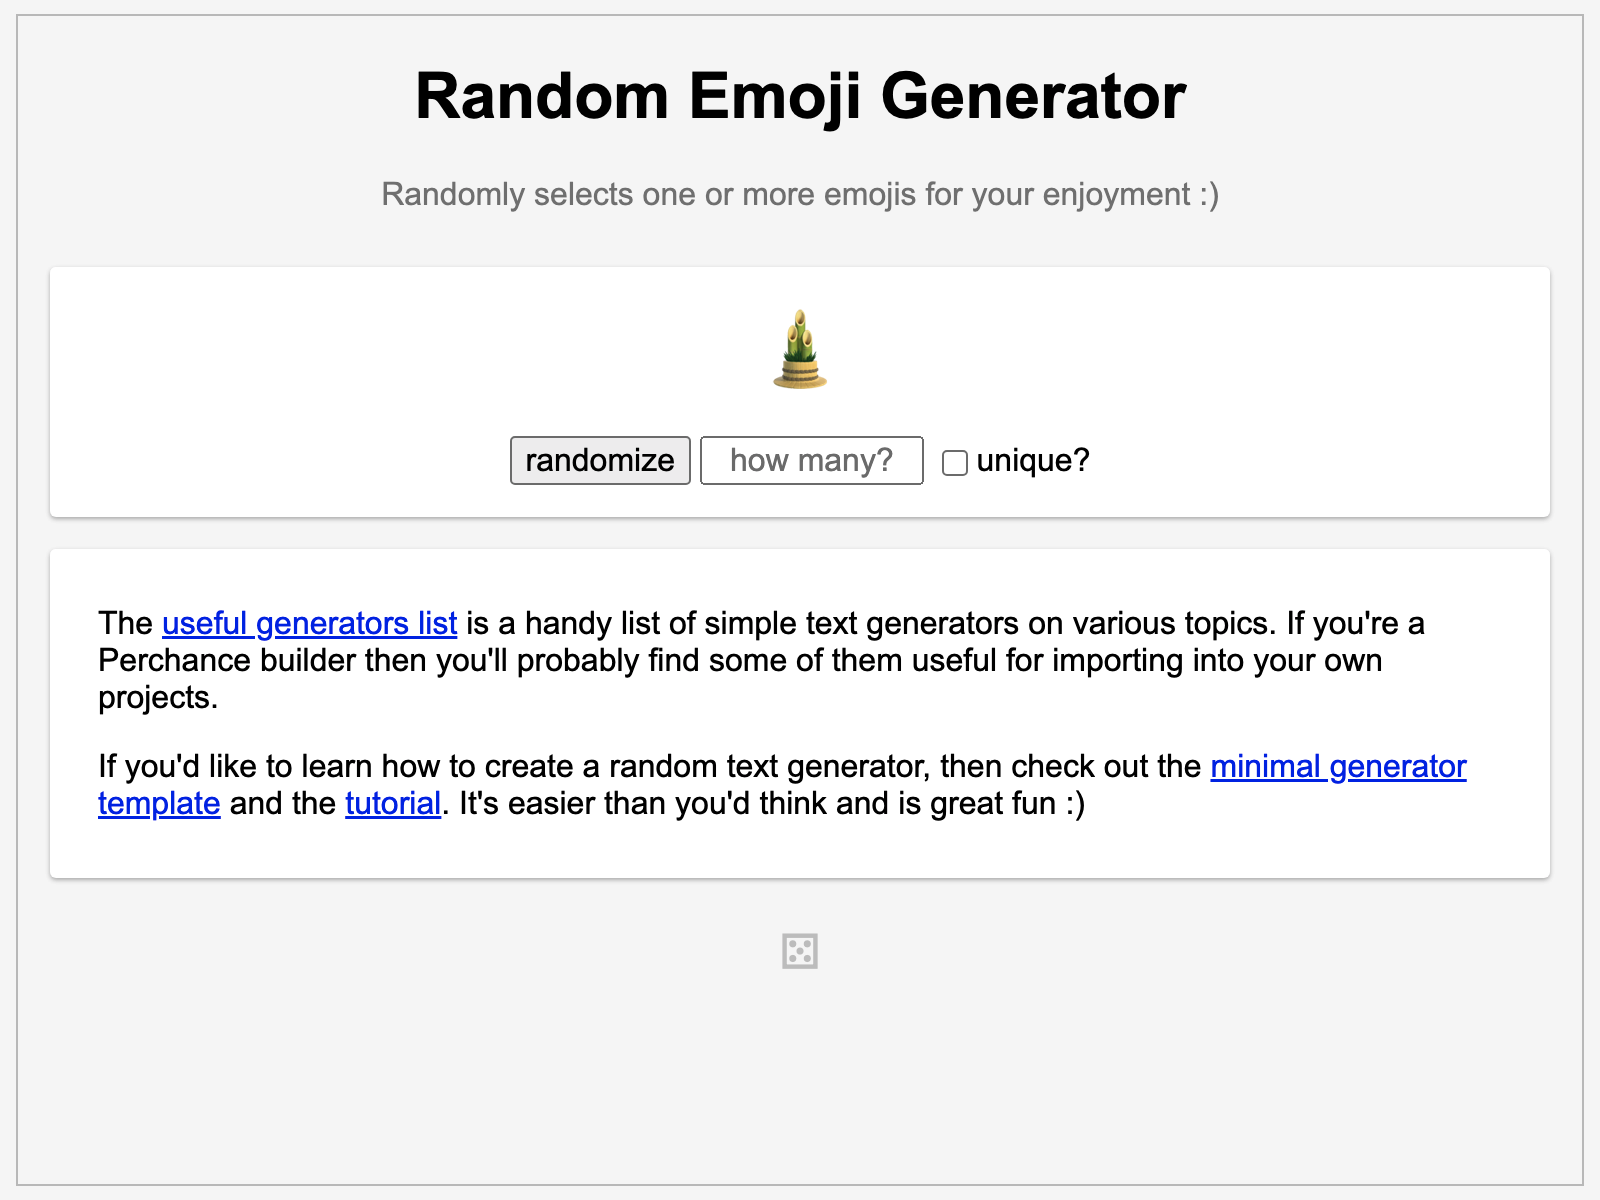 Random Emoji Generator
Randomly selects one or more emojis for your enjoyment :)
randomize how many? unique?
The useful generators list is a handy list of simple text generators on various topics. If you're a
Perchance builder then you'll probably find some of them useful for importing into your own
projects.
If you'd like to learn how to create a random text generator, then check out the minimal generator
template and the tutorial. It's easier than you'd think and is great fun :)